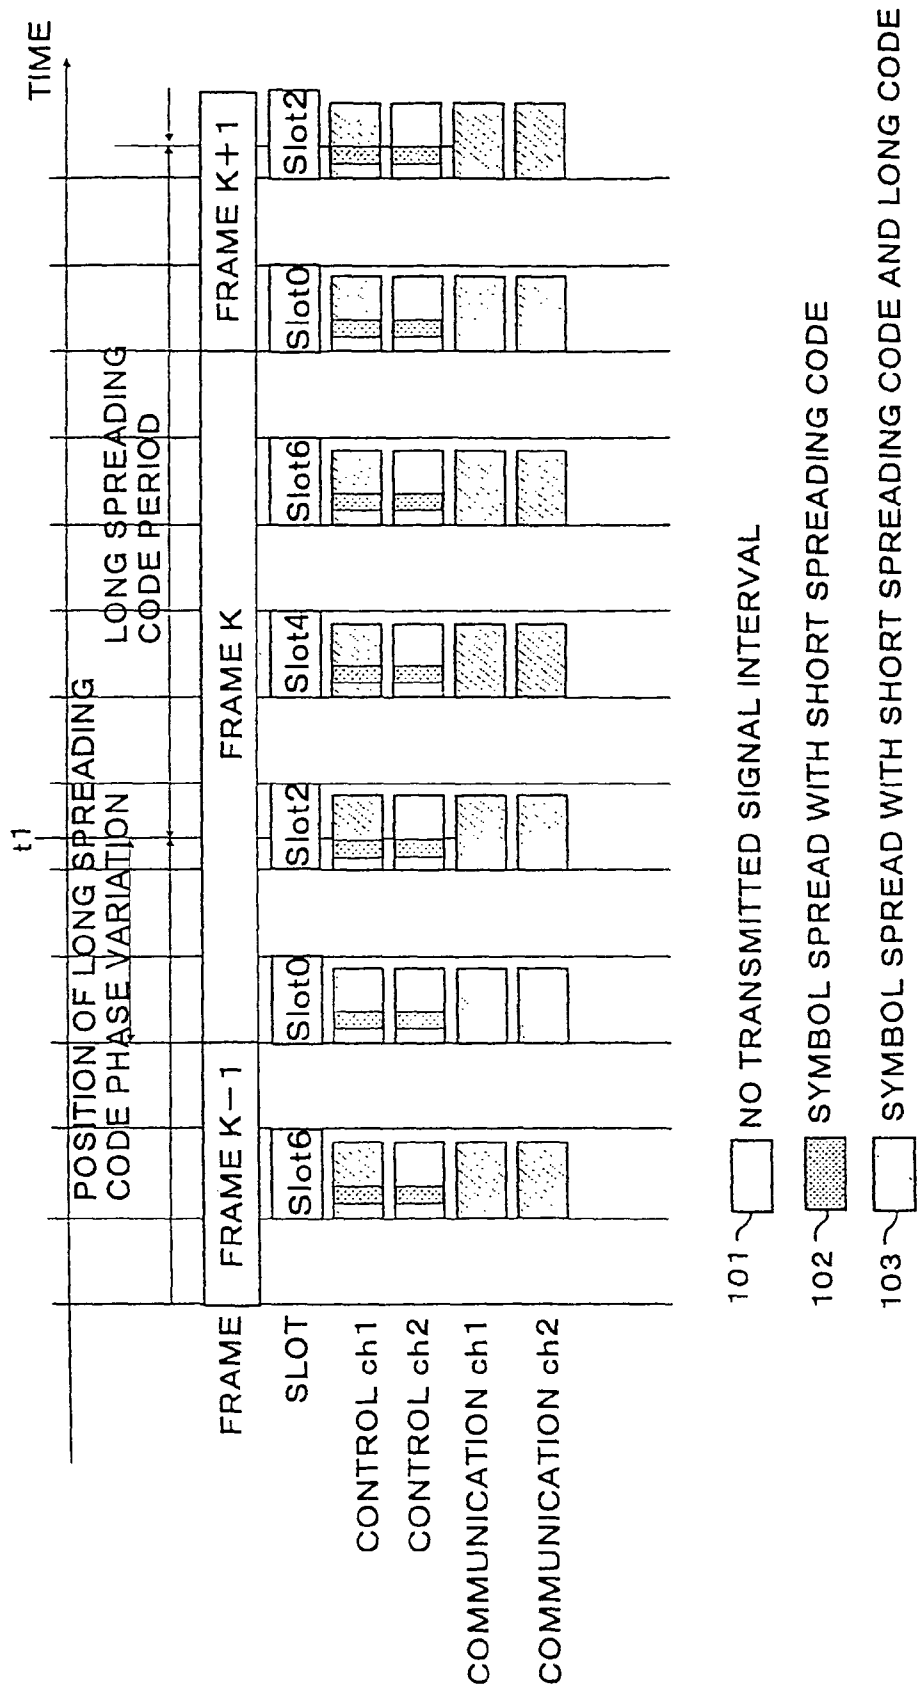 TIME
t1
POSITION OF LONG SPREADING
CODE PHASE VARIATION
LONG SPREADING
CODE PERIOD
FRAME
FRAME K−1
FRAME K
FRAME K+1
SLOT
Slot6
Slot0
Slot2
Slot4
Slot6
Slot0
Slot2
CONTROL ch1
CONTROL ch2
COMMUNICATION ch1
COMMUNICATION ch2
101 NO TRANSMITTED SIGNAL INTERVAL
102 SYMBOL SPREAD WITH SHORT SPREADING CODE
103 SYMBOL SPREAD WITH SHORT SPREADING CODE AND LONG CODE